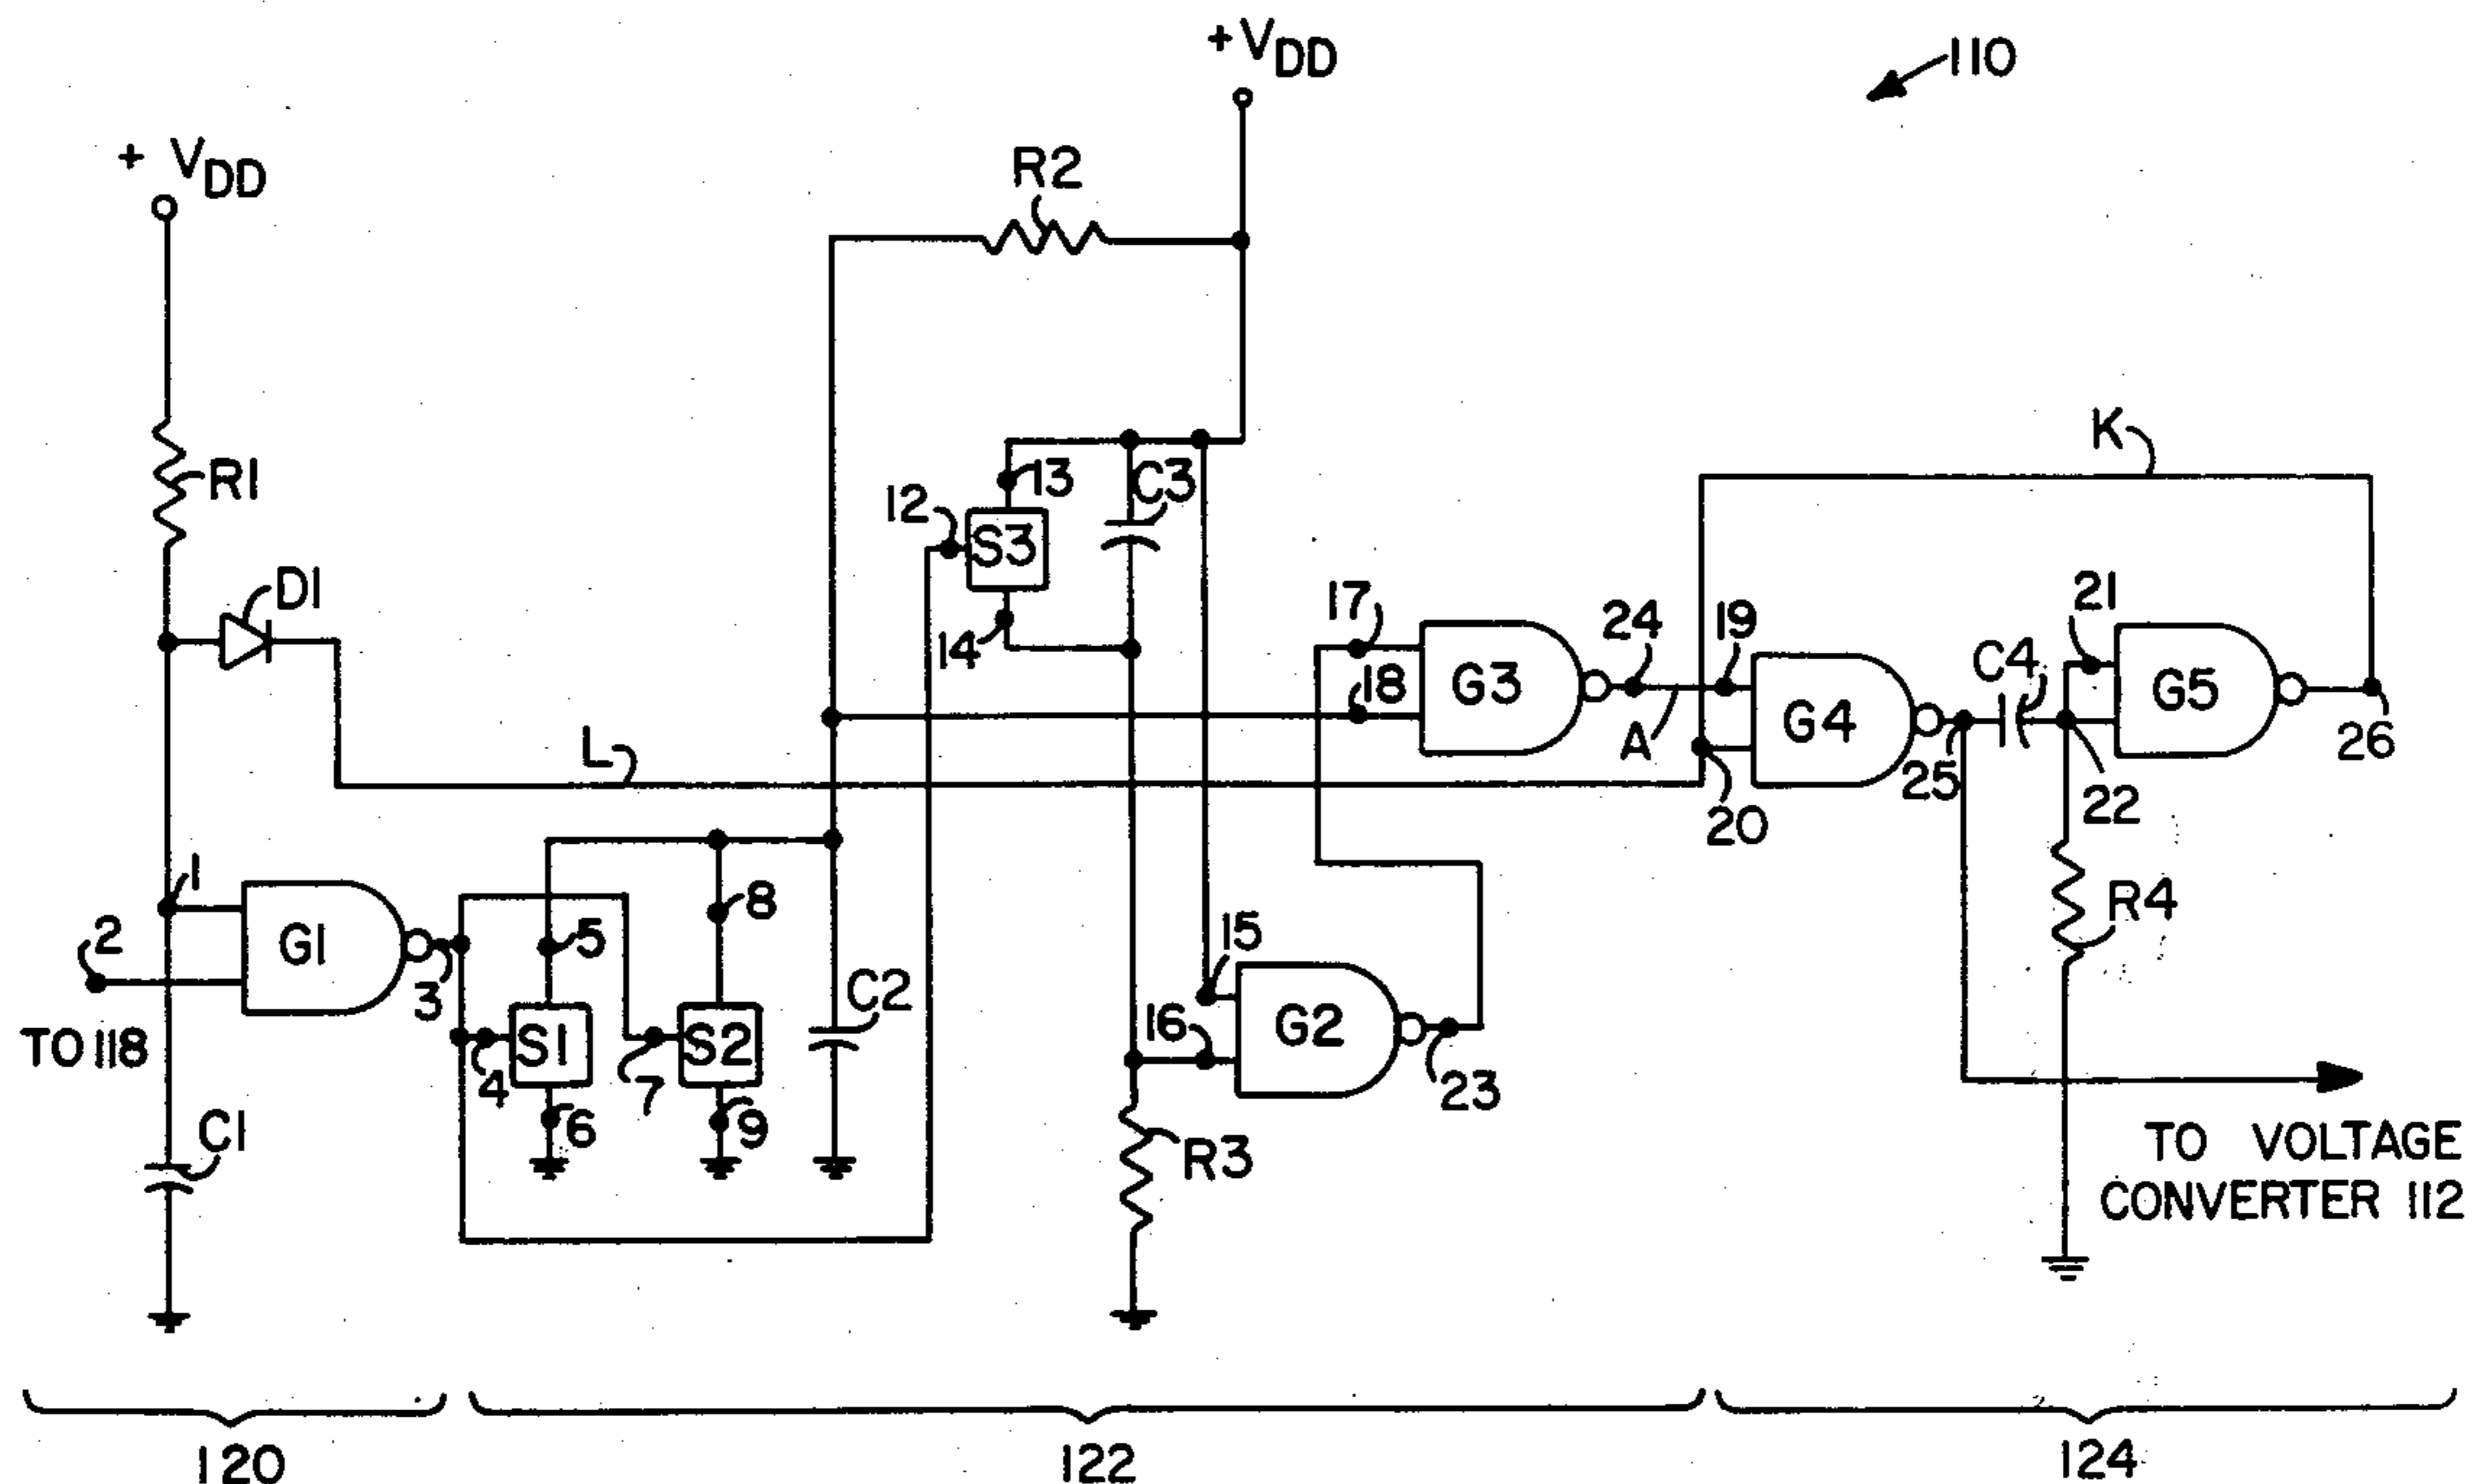 +VDD
110
+ VDD
R2
R1
K
12
13
C3
S3
D1
17
24
19
21
14
18
G3
C4
G5
A
G4
26
L
25
22
20
1
8
R4
2
5
15
G1
C2
3
16
G2
TO 118
S1
S2
4
7
23
C1
6
9
R3
TO VOLTAGE
CONVERTER 112
120
122
124